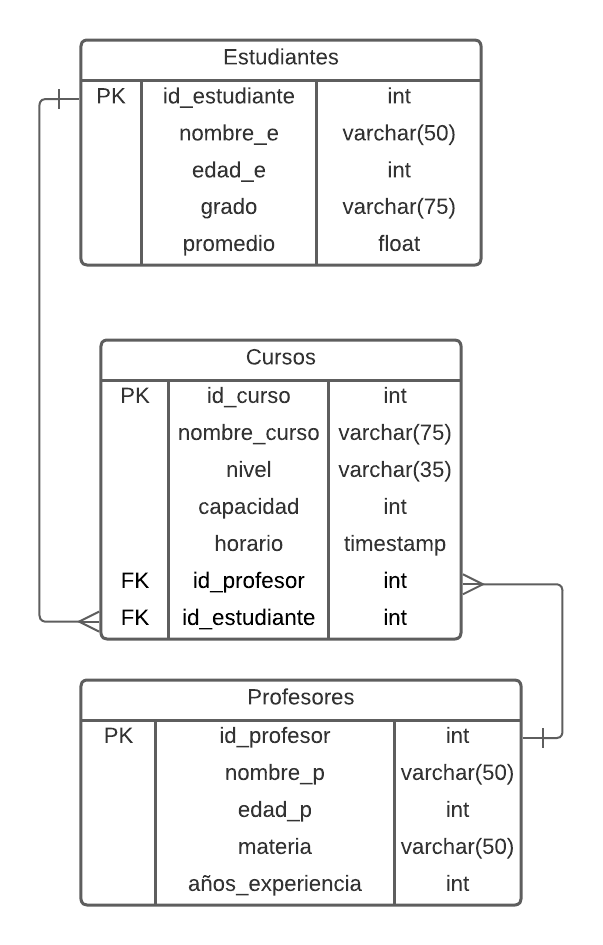 Estudiantes
PK id_estudiante int
nombre_e varchar(50)
edad_e int
grado varchar(75)
promedio float
Cursos
PK id_curso int
nombre_curso varchar(75)
nivel varchar(35)
capacidad int
horario timestamp
FK id_profesor int
FK id_estudiante int
Profesores
PK id_profesor int
nombre_p varchar(50)
edad_p int
materia varchar(50)
años_experiencia int